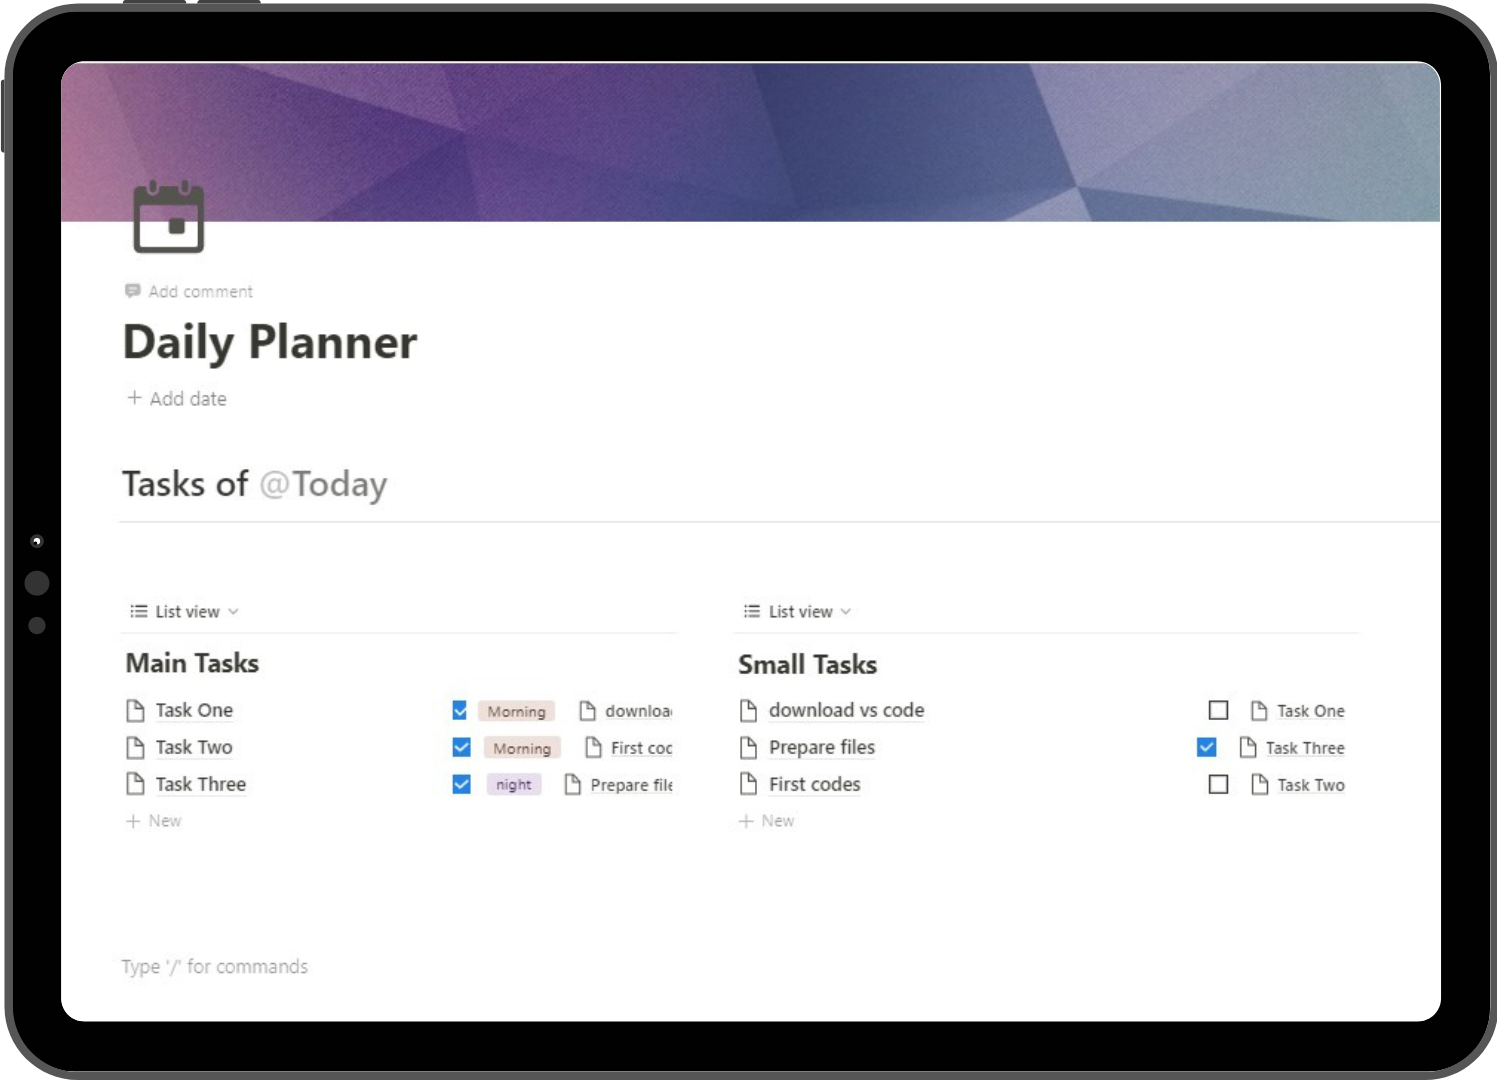 Add comment
Daily Planner
+ Add date
Tasks of @Today
List view
Main Tasks
Task One Morning downloa
Task Two Morning First coc
Task Three night Prepare file
+ New
List view
Small Tasks
download vs code Task One
Prepare files Task Three
First codes Task Two
+ New
Type '/' for commands